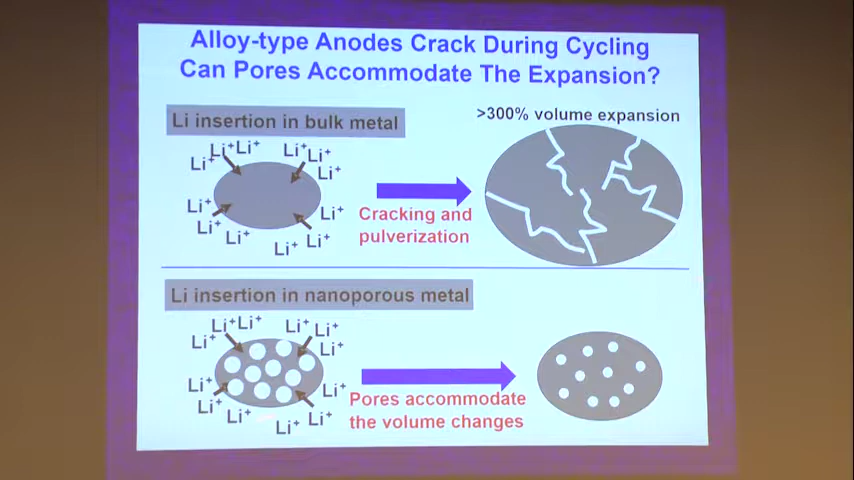 Alloy-type Anodes Crack During Cycling
Can Pores Accommodate The Expansion?
Li insertion in bulk metal
>300% volume expansion
Li⁺
Li⁺
Li⁺
Li⁺
Li⁺
Li⁺
Li⁺
Li⁺
Li⁺
Li⁺
Li⁺
Li⁺
Cracking and
pulverization
Li insertion in nanoporous metal
Li⁺
Li⁺
Li⁺
Li⁺
Li⁺
Li⁺
Li⁺
Li⁺
Li⁺
Li⁺
Li⁺
Li⁺
Pores accommodate
the volume changes